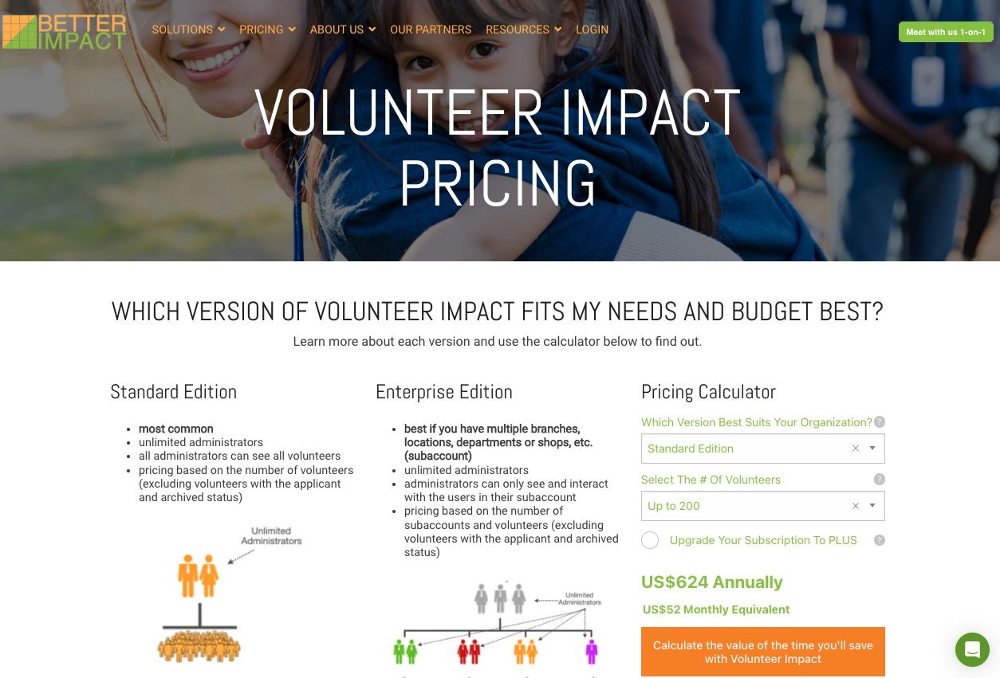 BETTER
IMPACT
SOLUTIONS
PRICING
ABOUT US
OUR PARTNERS
RESOURCES
LOGIN
Meet with us 1-on-1
VOLUNTEER IMPACT
PRICING
WHICH VERSION OF VOLUNTEER IMPACT FITS MY NEEDS AND BUDGET BEST?
Learn more about each version and use the calculator below to find out.
Standard Edition
• most common
• unlimited administrators
• all administrators can see all volunteers
• pricing based on the number of volunteers
(excluding volunteers with the applicant
and archived status)
Unlimited
Administrators
Enterprise Edition
• best if you have multiple branches,
locations, departments or shops, etc.
(subaccount)
• unlimited administrators
• administrators can only see and interact
with the users in their subaccount
• pricing based on the number of
subaccounts and volunteers (excluding
volunteers with the applicant and archived
status)
Unlimited
Administrators
Pricing Calculator
Which Version Best Suits Your Organization? ?
Standard Edition ×
Select The # Of Volunteers ?
Up to 200 ×
Upgrade Your Subscription To PLUS ?
US$624 Annually
US$52 Monthly Equivalent
Calculate the value of the time you'll save
with Volunteer Impact